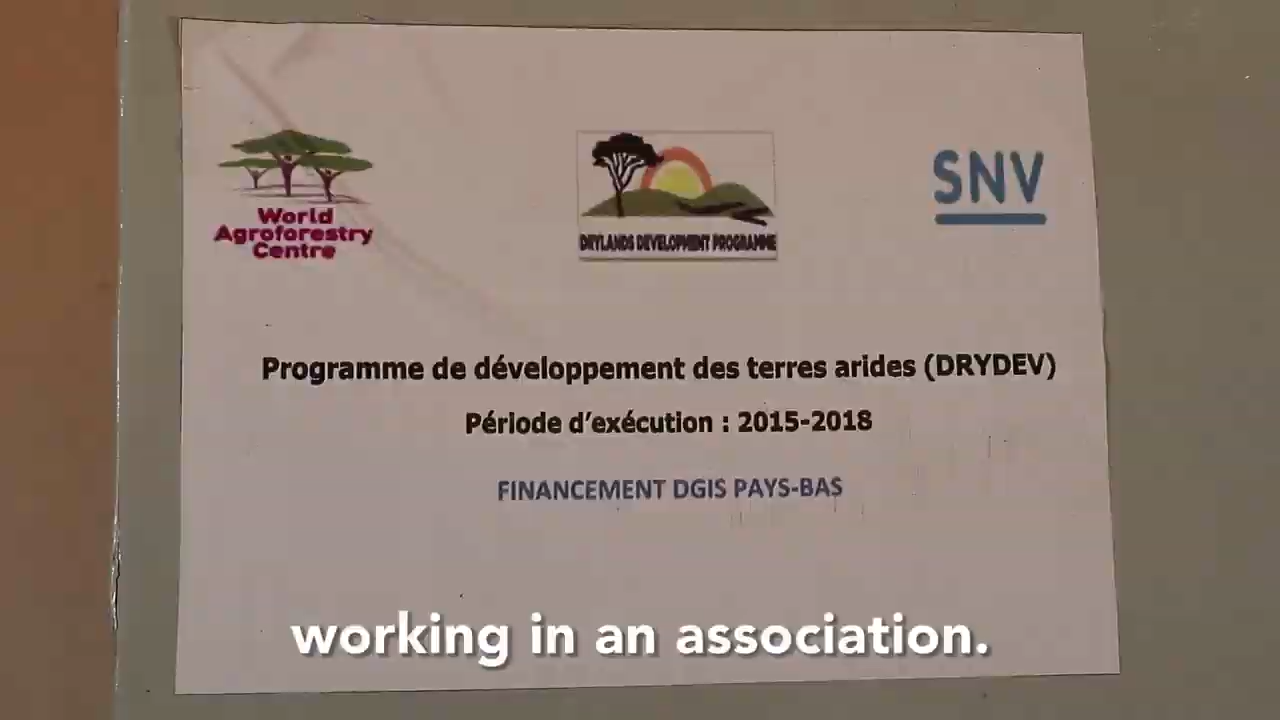 World
Agroforestry
Centre
DRYLANDS DEVELOPMENT PROGRAMME
SNV
Programme de développement des terres arides (DRYDEV)
Période d'exécution : 2015-2018
FINANCEMENT DGIS PAYS-BAS
working in an association.